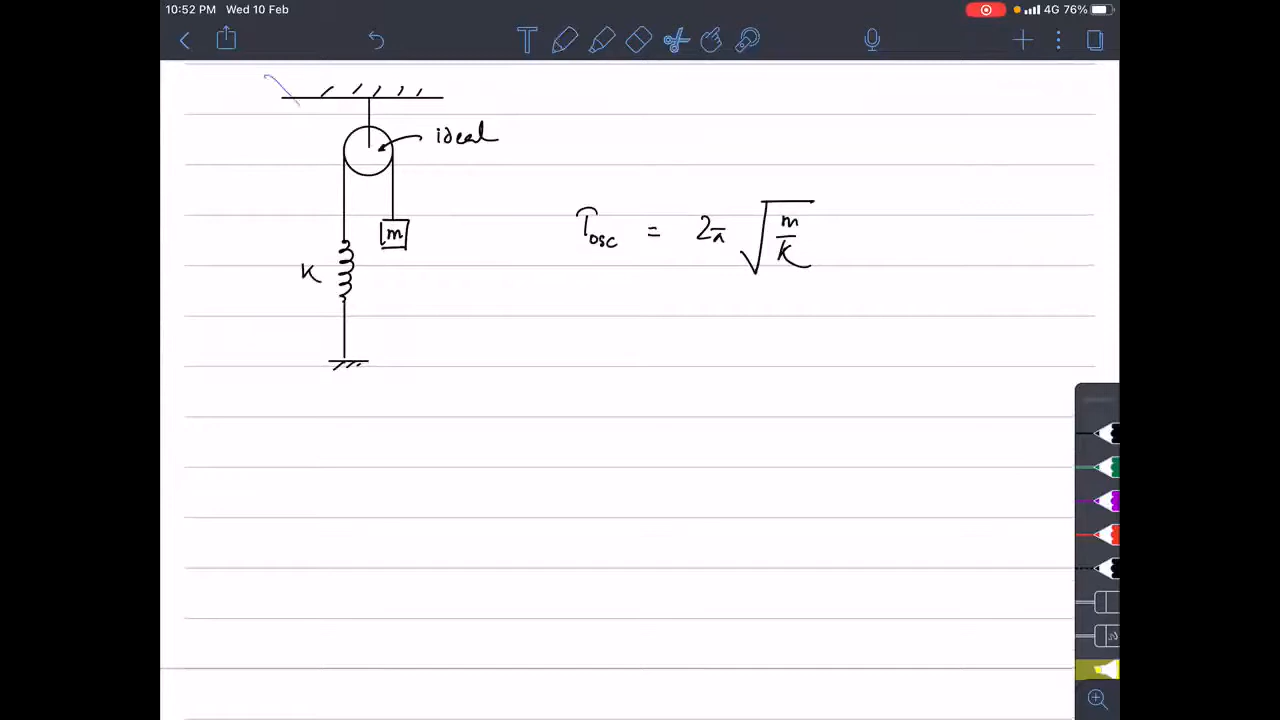 10:52 PM Wed 10 Feb
4G 76%
T
ideal
m
K
T_osc = 2π √(m/K)